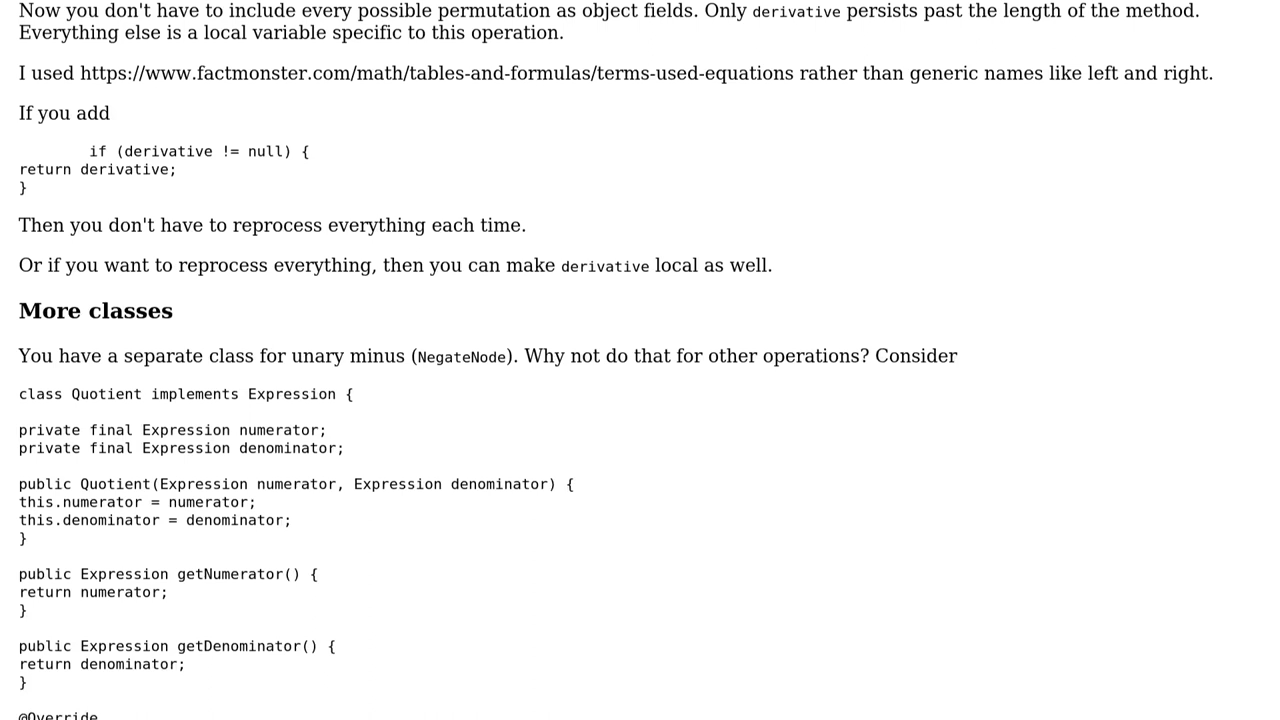 Now you don't have to include every possible permutation as object fields. Only derivative persists past the length of the method.
Everything else is a local variable specific to this operation.
I used https://www.factmonster.com/math/tables-and-formulas/terms-used-equations rather than generic names like left and right.
If you add
if (derivative != null) {
return derivative;
}
Then you don't have to reprocess everything each time.
Or if you want to reprocess everything, then you can make derivative local as well.
More classes
You have a separate class for unary minus (NegateNode). Why not do that for other operations? Consider
class Quotient implements Expression {
private final Expression numerator;
private final Expression denominator;
public Quotient(Expression numerator, Expression denominator) {
this.numerator = numerator;
this.denominator = denominator;
}
public Expression getNumerator() {
return numerator;
}
public Expression getDenominator() {
return denominator;
}
@Override